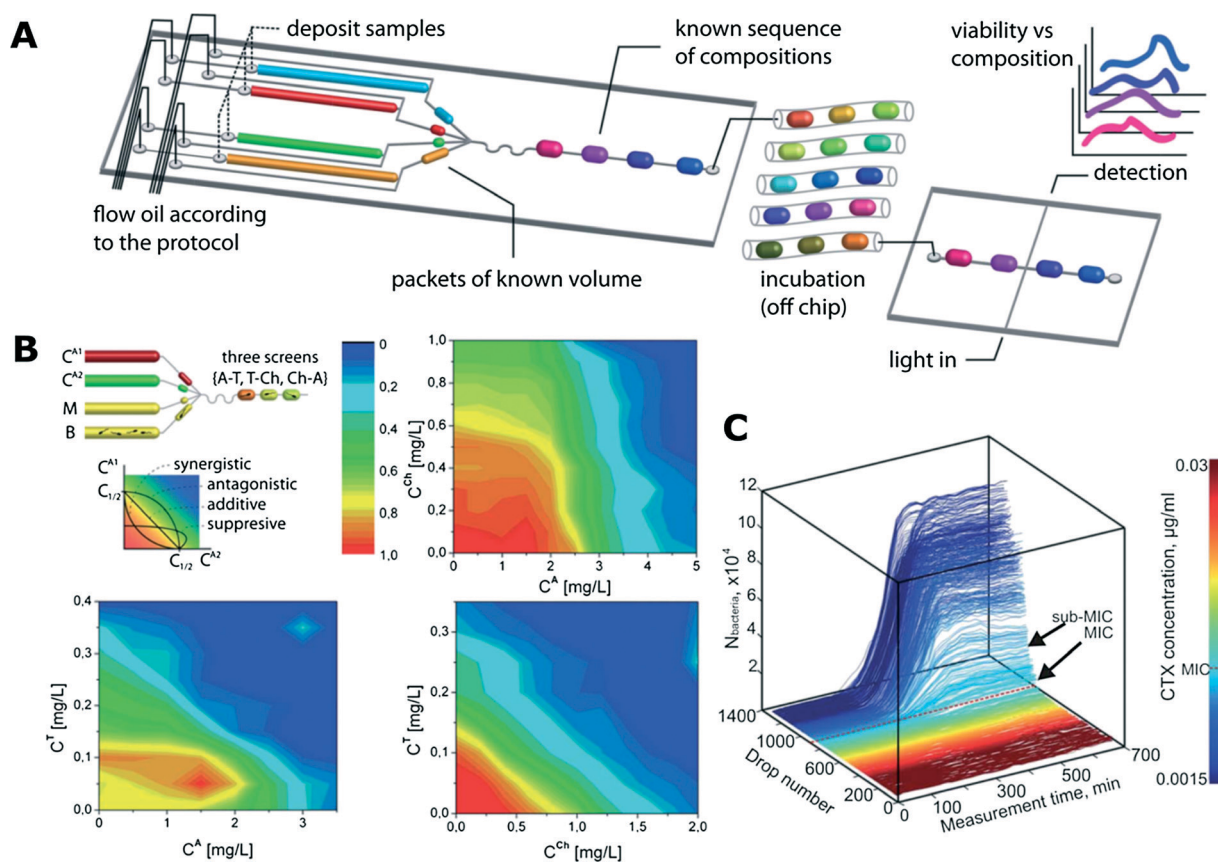 A
deposit samples
known sequence
of compositions
viability vs
composition
flow oil according
to the protocol
packets of known volume
incubation
(off chip)
detection
light in
B
C^A1
C^A2
M
B
three screens
{A-T, T-Ch, Ch-A}
C^A1
C1/2
synergistic
antagonistic
additive
suppresive
C1/2 C^A2
0
0,2
0,4
0,6
0,8
1,0
C^Ch [mg/L]
1.0
0.8
0.6
0.4
0.2
0.0
0 1 2 3 4 5
C^A [mg/L]
C^T [mg/L]
0.4
0.3
0.2
0.1
0.0
0 1 2 3
C^A [mg/L]
C^T [mg/L]
0.3
0.2
0.1
0.0
0,0 0,5 1,0 1,5 2,0
C^Ch [mg/L]
C
Nbacteria, x10^-4
12
10
8
6
4
2
sub-MIC
MIC
1400
1000
600
200
0
Drop number
0 100 300 500 700
Measurement time, min
CTX concentration, µg/ml
0.03
MIC
0.0015